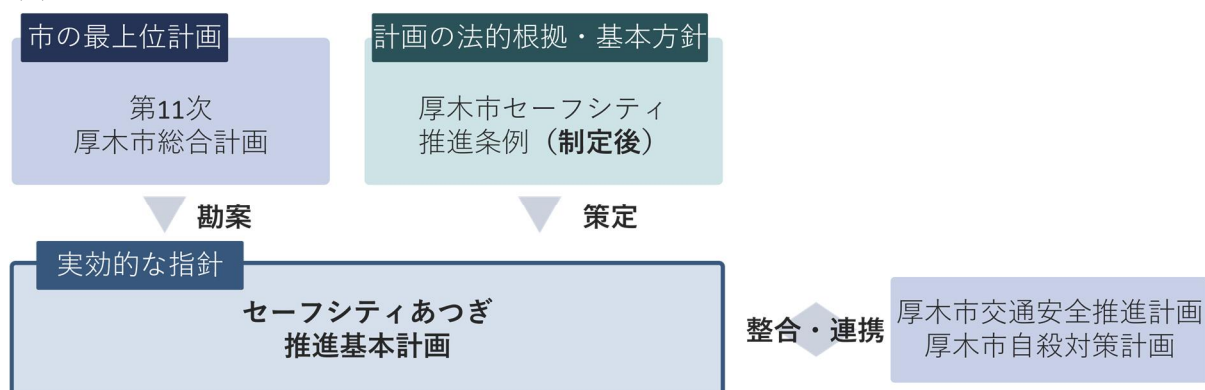 市の最上位計画
第11次
厚木市総合計画
計画の法的根拠・基本方針
厚木市セーフシティ
推進条例（制定後）
勘案
策定
実効的な指針
セーフシティあつぎ
推進基本計画
整合・連携
厚木市交通安全推進計画
厚木市自殺対策計画